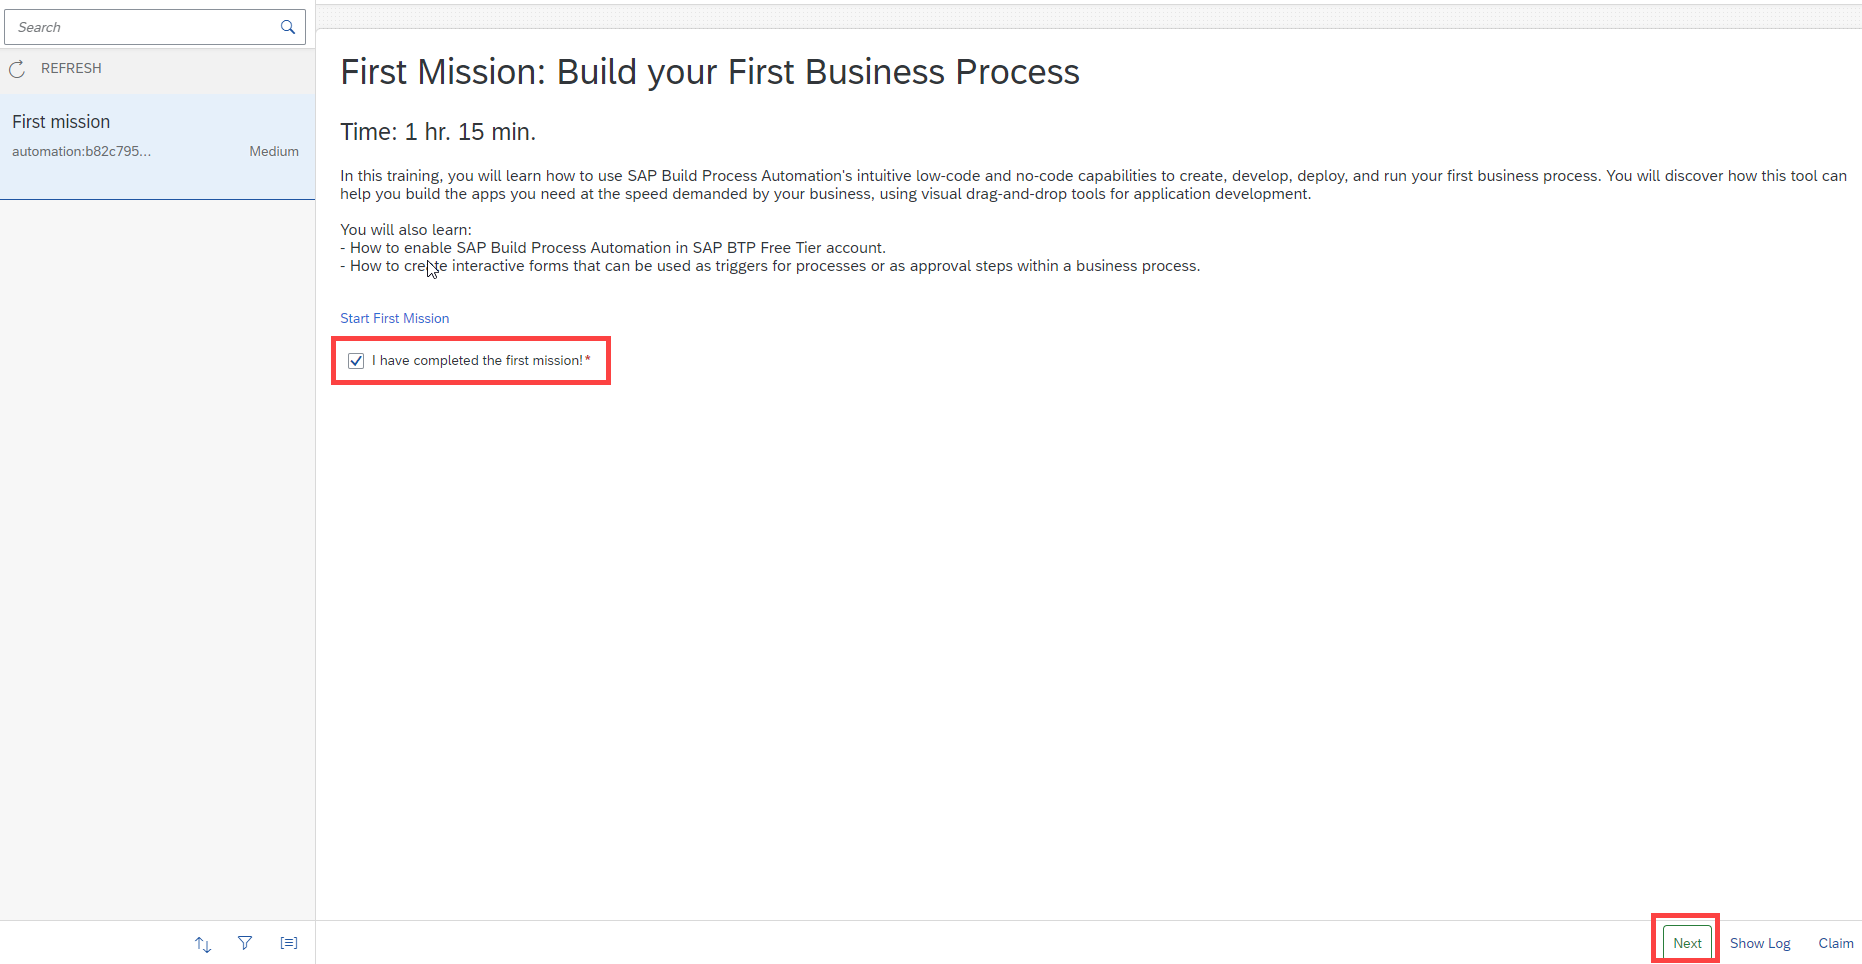 Search
REFRESH
First mission
automation:b82c795... Medium
First Mission: Build your First Business Process
Time: 1 hr. 15 min.
In this training, you will learn how to use SAP Build Process Automation's intuitive low-code and no-code capabilities to create, develop, deploy, and run your first business process. You will discover how this tool can
help you build the apps you need at the speed demanded by your business, using visual drag-and-drop tools for application development.
You will also learn:
- How to enable SAP Build Process Automation in SAP BTP Free Tier account.
- How to create interactive forms that can be used as triggers for processes or as approval steps within a business process.
Start First Mission
I have completed the first mission!*
Next Show Log Claim